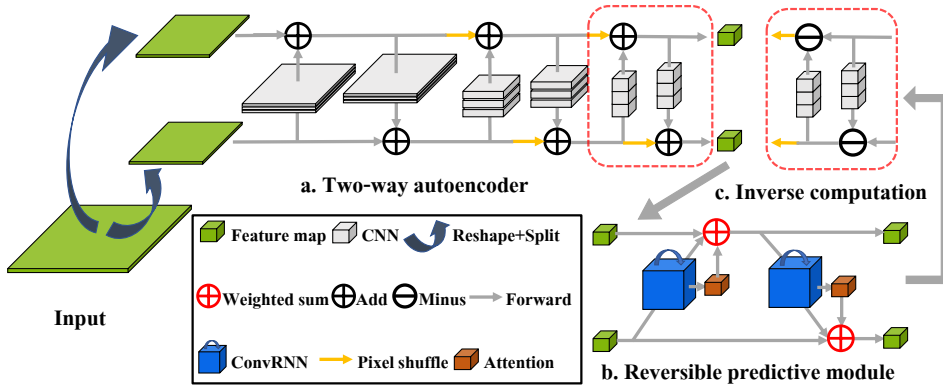 a. Two-way autoencoder
c. Inverse computation
Input
Feature map
CNN
Reshape+Split
Weighted sum
Add
Minus
Forward
ConvRNN
Pixel shuffle
Attention
b. Reversible predictive module